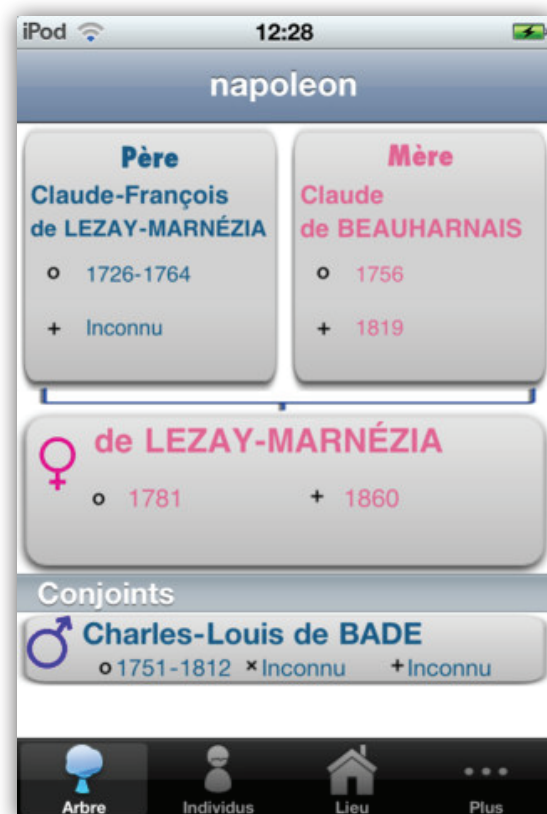 iPod 12:28
napoleon
Père
Claude-François
de LEZAY-MARNÉZIA
o 1726-1764
+ Inconnu
Mère
Claude
de BEAUHARNAIS
o 1756
+ 1819
de LEZAY-MARNÉZIA
o 1781 + 1860
Conjoints
Charles-Louis de BADE
o 1751-1812 × Inconnu + Inconnu
Arbre Individus Lieu Plus